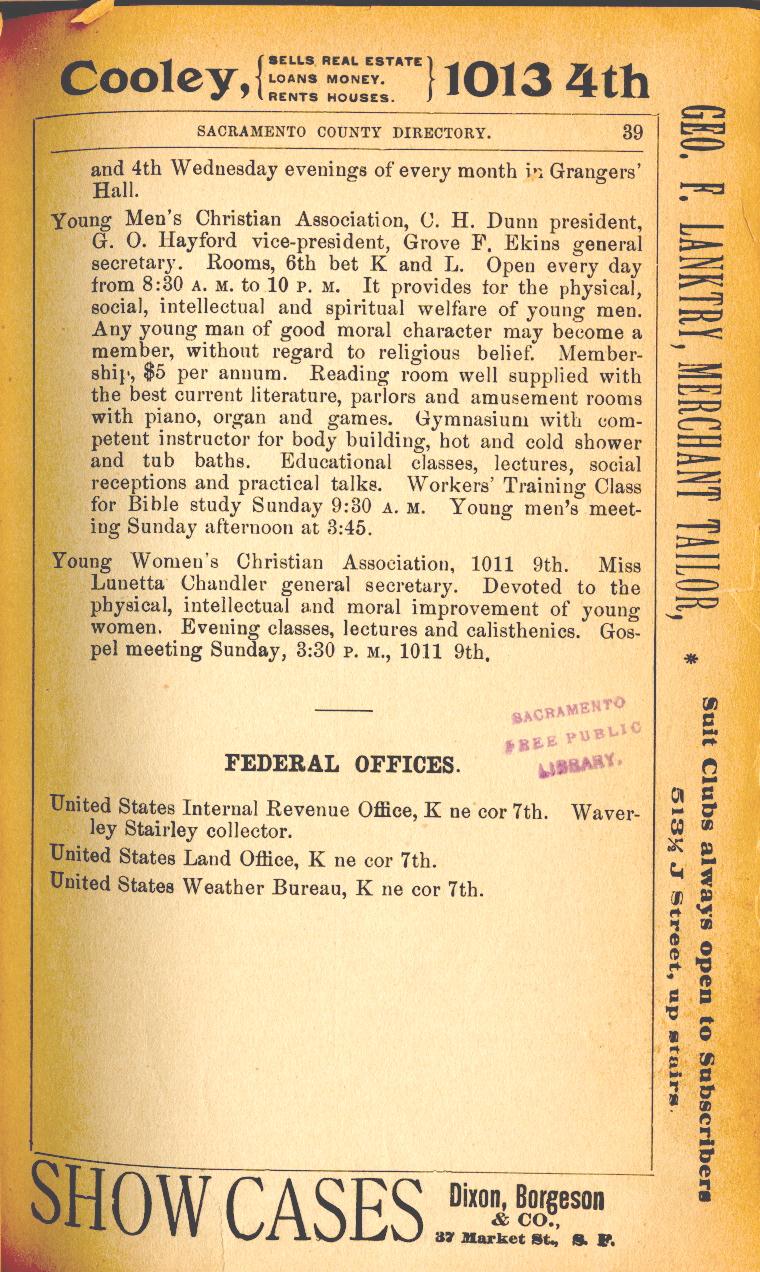 Cooley, SELLS REAL ESTATE LOANS MONEY. RENTS HOUSES. 1013 4th
SACRAMENTO COUNTY DIRECTORY. 39
and 4th Wednesday evenings of every month in Grangers'
Hall.
Young Men's Christian Association, C. H. Dunn president,
G. O. Hayford vice-president, Grove F. Ekins general
secretary. Rooms, 6th bet K and L. Open every day
from 8:30 A. M. to 10 P. M. It provides for the physical,
social, intellectual and spiritual welfare of young men.
Any young man of good moral character may become a
member, without regard to religious belief. Member-
ship, $5 per annum. Reading room well supplied with
the best current literature, parlors and amusement rooms
with piano, organ and games. Gymnasium with com-
petent instructor for body building, hot and cold shower
and tub baths. Educational classes, lectures, social
receptions and practical talks. Workers' Training Class
for Bible study Sunday 9:30 A. M. Young men's meet-
ing Sunday afternoon at 3:45.
Young Women's Christian Association, 1011 9th. Miss
Lunetta Chandler general secretary. Devoted to the
physical, intellectual and moral improvement of young
women. Evening classes, lectures and calisthenics. Gos-
pel meeting Sunday, 3:30 P. M., 1011 9th.
SACRAMENTO
FREE PUBLIC
LIBRARY.
FEDERAL OFFICES.
United States Internal Revenue Office, K ne cor 7th. Waver-
ley Stairley collector.
United States Land Office, K ne cor 7th.
United States Weather Bureau, K ne cor 7th.
GEO. F. LANKTRY, MERCHANT TAILOR, *
Suit Clubs always open to Subscribers
513½ J Street, up stairs.
SHOW CASES Dixon, Borgeson
& CO.,
37 Market St., S. F.